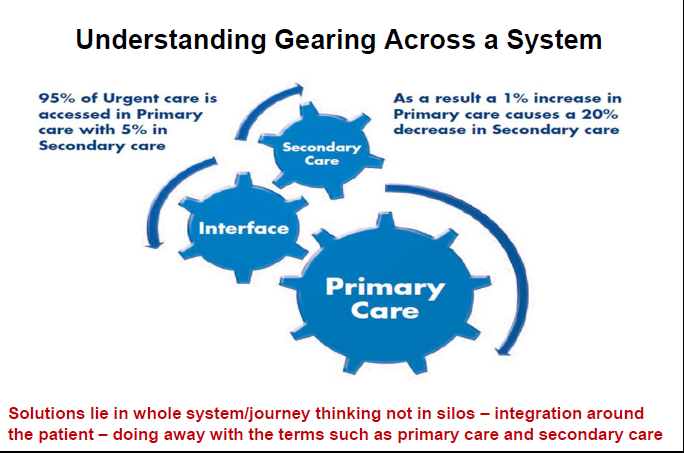 Understanding Gearing Across a System
95% of Urgent care is
accessed in Primary
care with 5% in
Secondary care
As a result a 1% increase in
Primary care causes a 20%
decrease in Secondary care
Secondary
Care
Interface
Primary
Care
Solutions lie in whole system/journey thinking not in silos – integration around
the patient – doing away with the terms such as primary care and secondary care